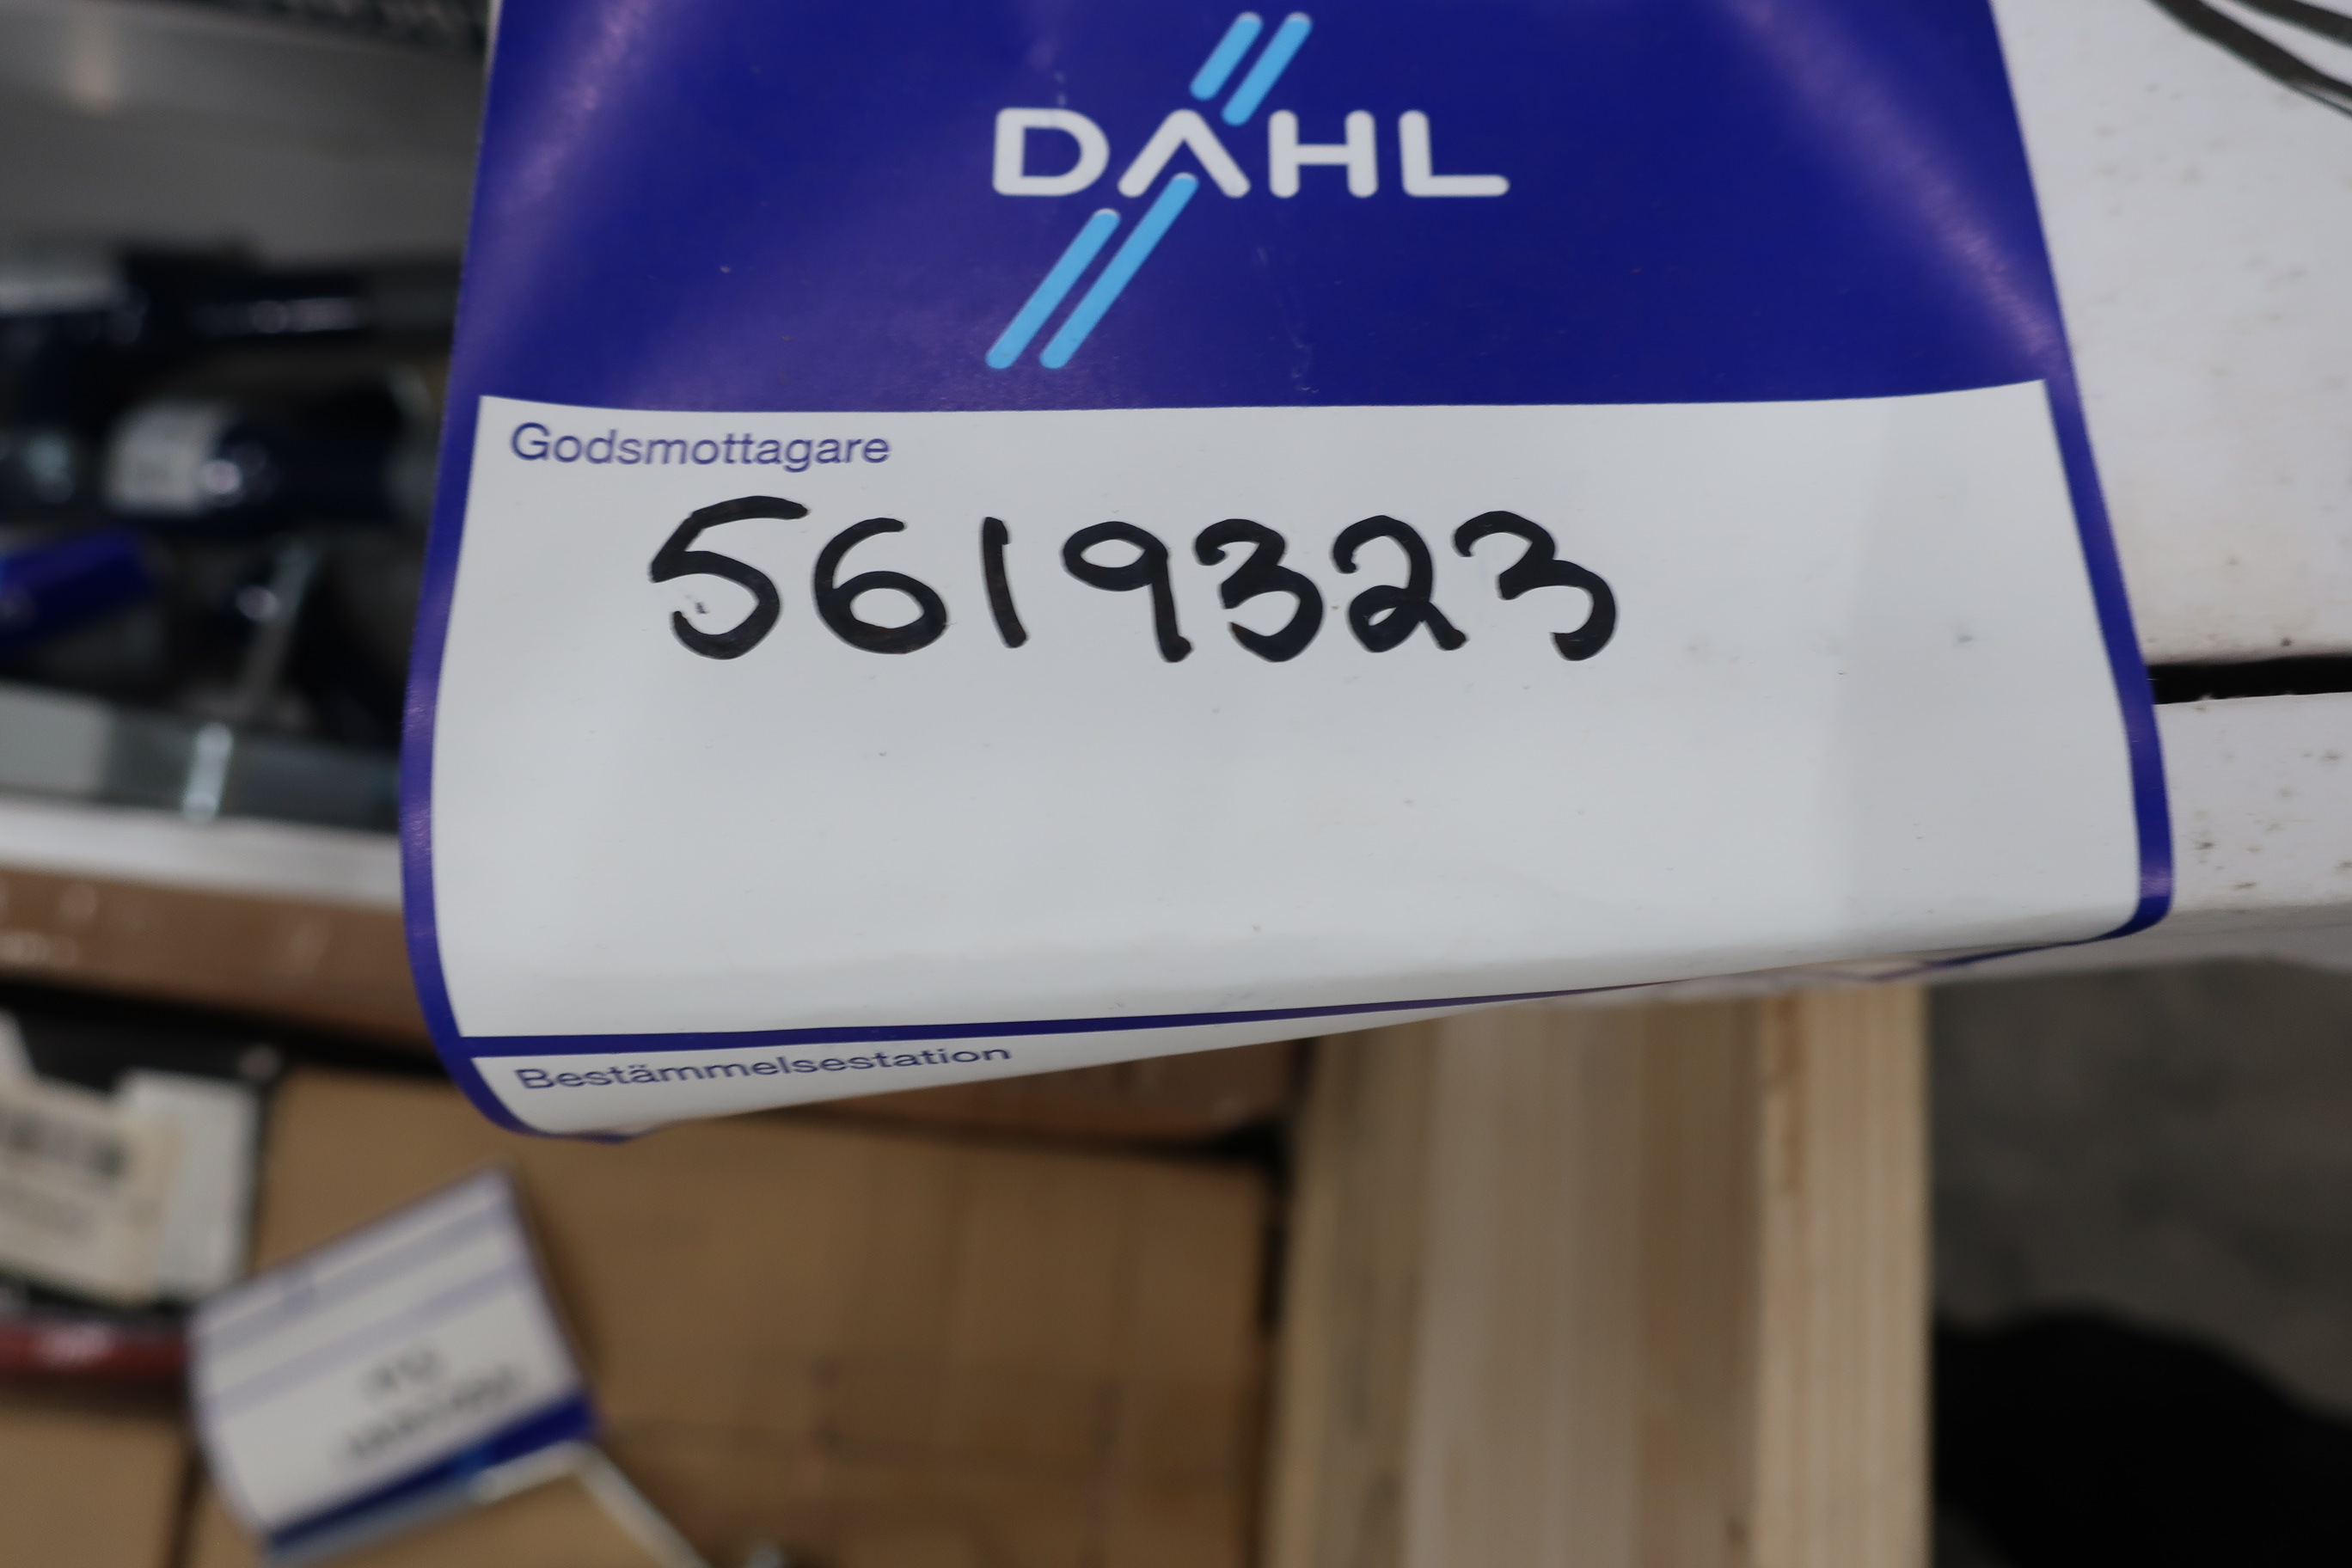 DAHL
Godsmottagare
5619323
Bestämmelsestation